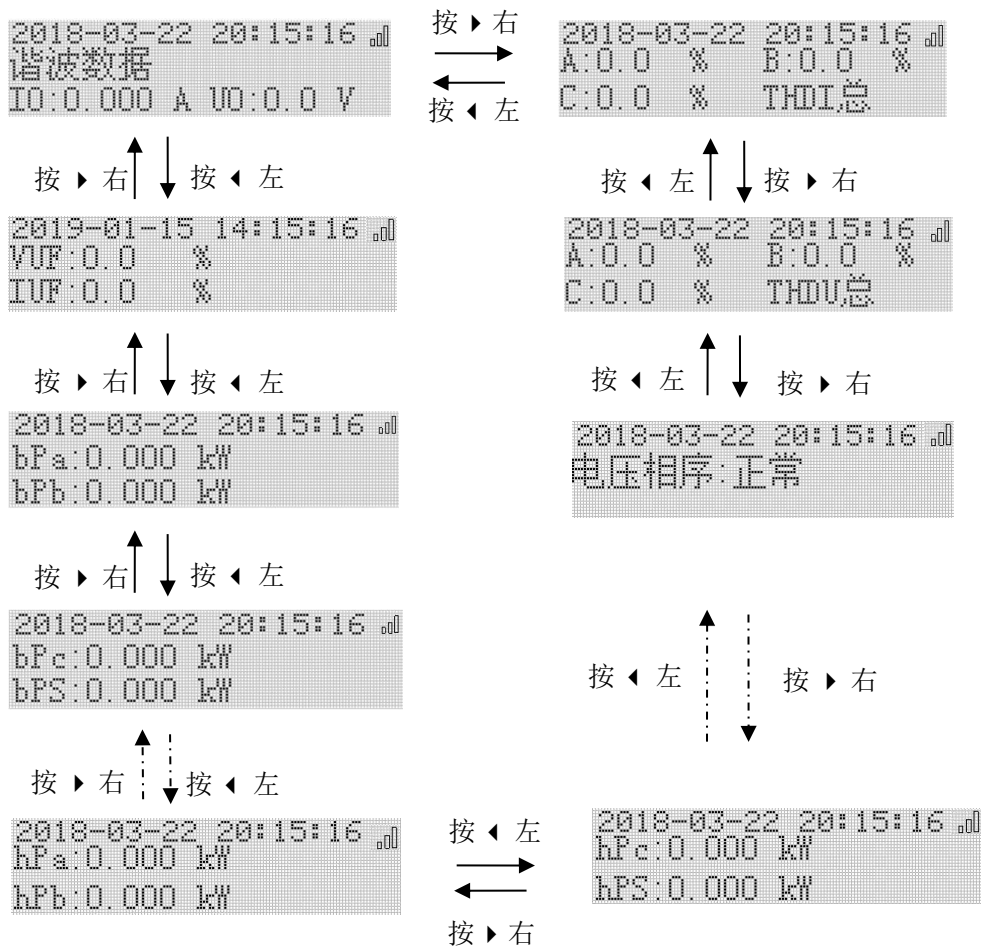 2018-03-22 20:15:16
谐波数据
I0:0.000 A U0:0.0 V
按 右
按 左
2018-03-22 20:15:16
A:0.0 % B:0.0 %
C:0.0 % THDI总
按 右
按 左
按 左
按 右
2019-01-15 14:15:16
VUF:0.0 %
IUF:0.0 %
2018-03-22 20:15:16
A:0.0 % B:0.0 %
C:0.0 % THDU总
按 右
按 左
按 左
按 右
2018-03-22 20:15:16
bPa:0.000 kW
bPb:0.000 kW
2018-03-22 20:15:16
电压相序:正常
按 右
按 左
2018-03-22 20:15:16
bPc:0.000 kW
bPS:0.000 kW
按 左
按 右
按 右
按 左
2018-03-22 20:15:16
hPa:0.000 kW
hPb:0.000 kW
按 左
按 右
2018-03-22 20:15:16
hPc:0.000 kW
hPS:0.000 kW